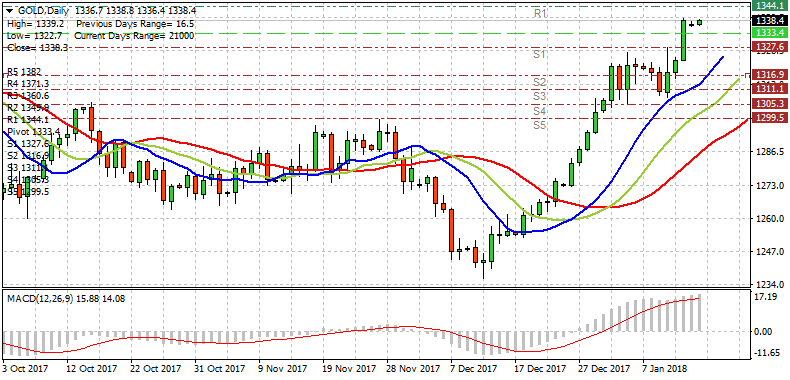 GOLD,Daily 1336.7 1338.8 1336.4 1338.4
High= 1339.2 Previous Days Range= 16.5
Low= 1322.7 Current Days Range= 21000
Close= 1338.3
R5 1382
R4 1371.3
R3 1360.6
R2 1349.9
R1 1344.1
Pivot 1333.4
S1 1327.6
S2 1316.9
S3 1311.1
S4 1305.3
S5 1299.5
R1
S1
S2
S3
S4
S5
1344.1
1338.4
1333.4
1327.6
1316.9
1311.1
1305.3
1299.5
1286.5
1273.0
1260.0
1247.0
1234.0
MACD(12,26,9) 15.88 14.08
17.19
0.00
-11.65
3 Oct 2017 12 Oct 2017 22 Oct 2017 31 Oct 2017 9 Nov 2017 19 Nov 2017 28 Nov 2017 7 Dec 2017 17 Dec 2017 27 Dec 2017 7 Jan 2018